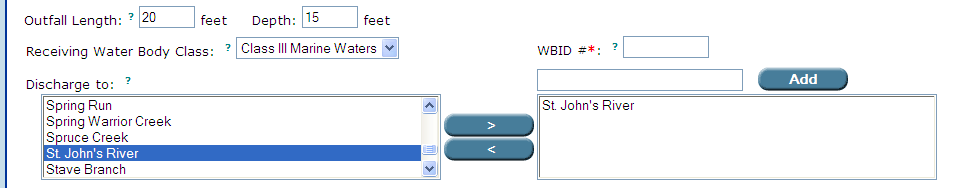 Outfall Length: ? 20 feet Depth: 15 feet
Receiving Water Body Class: ? Class III Marine Waters WBID #*: ?
Add
Discharge to: ?
Spring Run
Spring Warrior Creek
Spruce Creek
St. John's River
Stave Branch
>
<
St. John's River